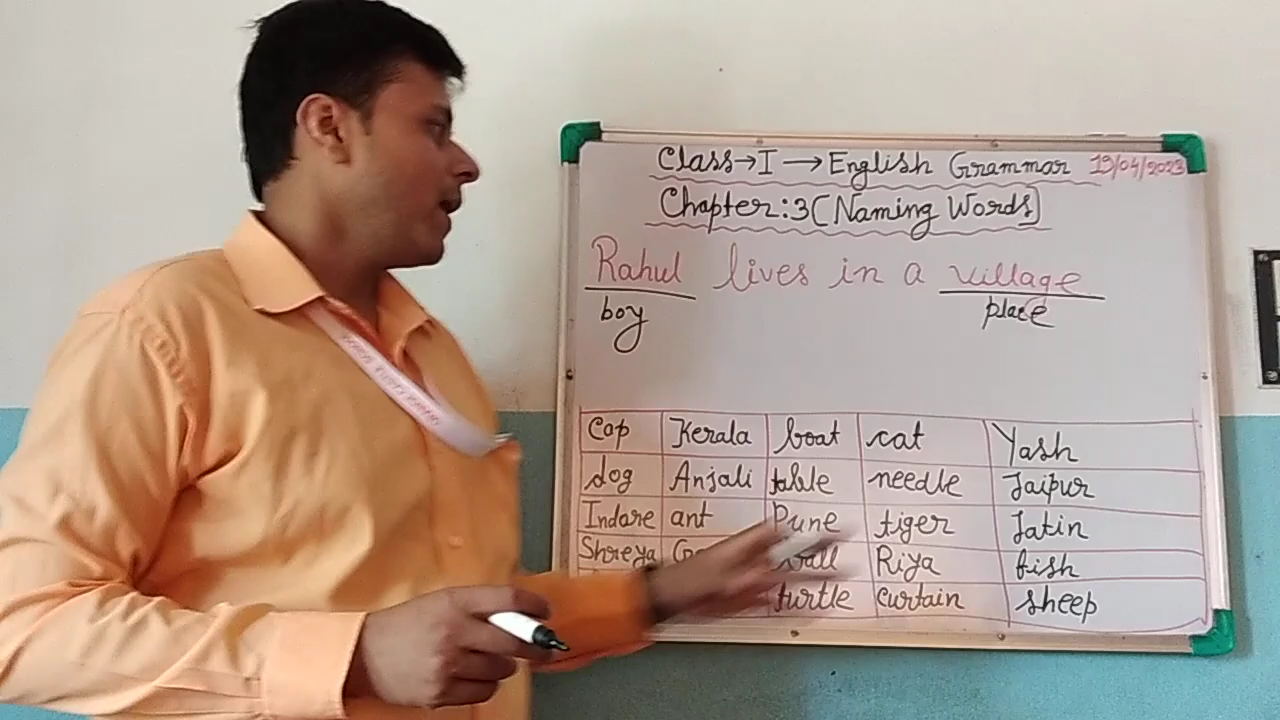 Class→I → English Grammar 19/04/2023
Chapter:3(Naming Words)
Rahul lives in a village
boy place
Cap Kerala boat cat Yash
dog Anjali table needle Jaipur
Indore ant Pune tiger Jatin
Shreya Riya fish
turtle curtain sheep